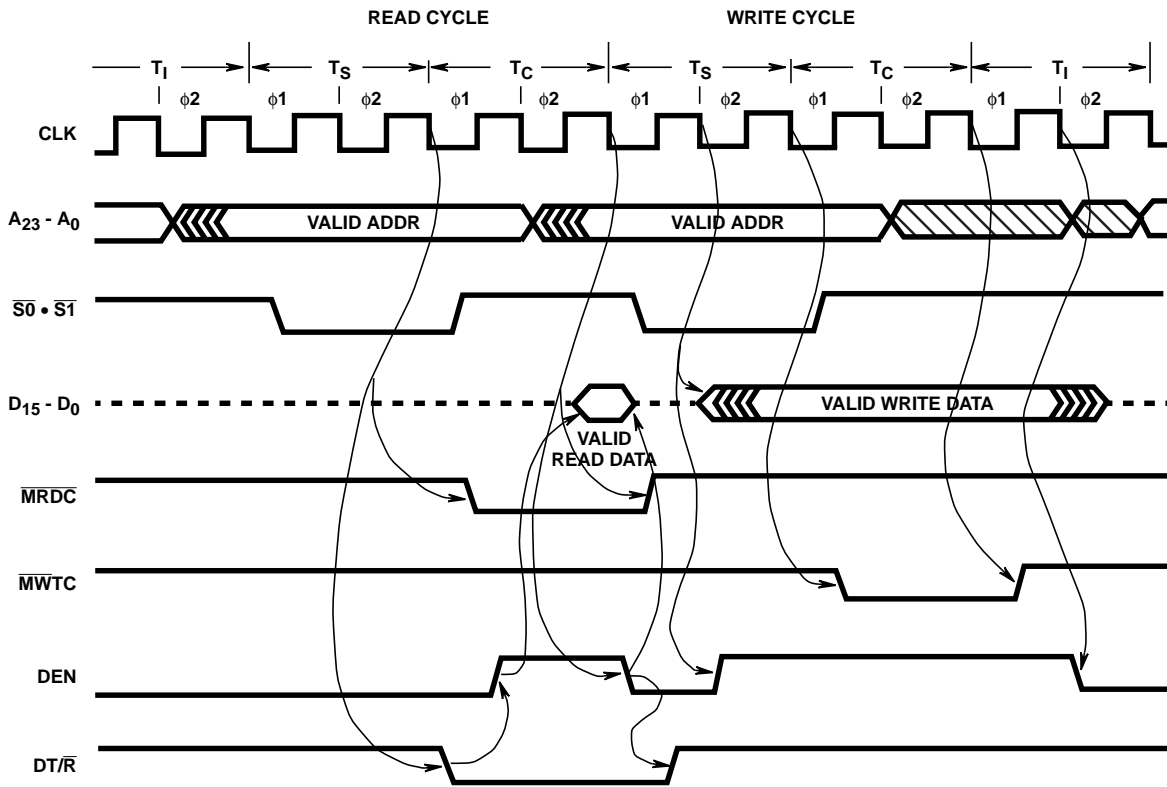 READ CYCLE WRITE CYCLE
TI TS TC TS TC TI
ϕ2 ϕ1 ϕ2 ϕ1 ϕ2 ϕ1 ϕ2 ϕ1 ϕ2 ϕ1 ϕ2
CLK
A23 - A0 VALID ADDR VALID ADDR
S0 • S1
D15 - D0 VALID WRITE DATA
VALID
READ DATA
MRDC
MWTC
DEN
DT/R